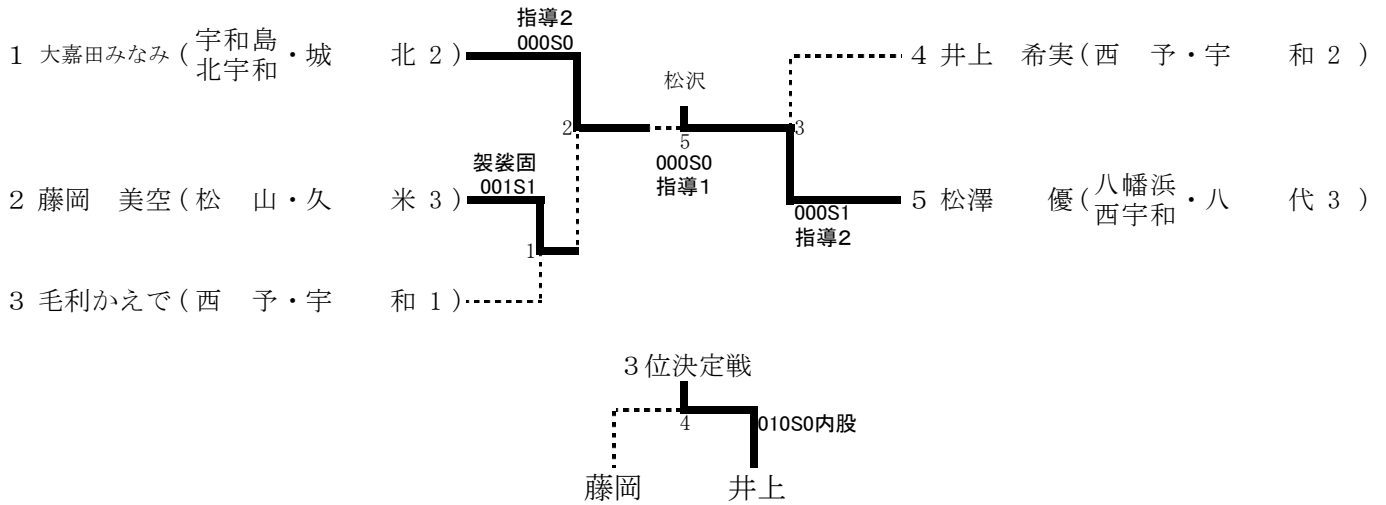 指導2
000S0
1 大嘉田みなみ(宇和島北宇和・城 北 2)
4 井上 希実(西 予・宇 和 2 )
松沢
2
3
5
袈裟固
001S1
000S0
指導1
2 藤岡 美空(松 山・久 米 3)
5 松澤 優(八幡浜西宇和・八 代 3 )
000S1
指導2
1
3 毛利かえで(西 予・宇 和 1)
3位決定戦
4
010S0内股
藤岡
井上